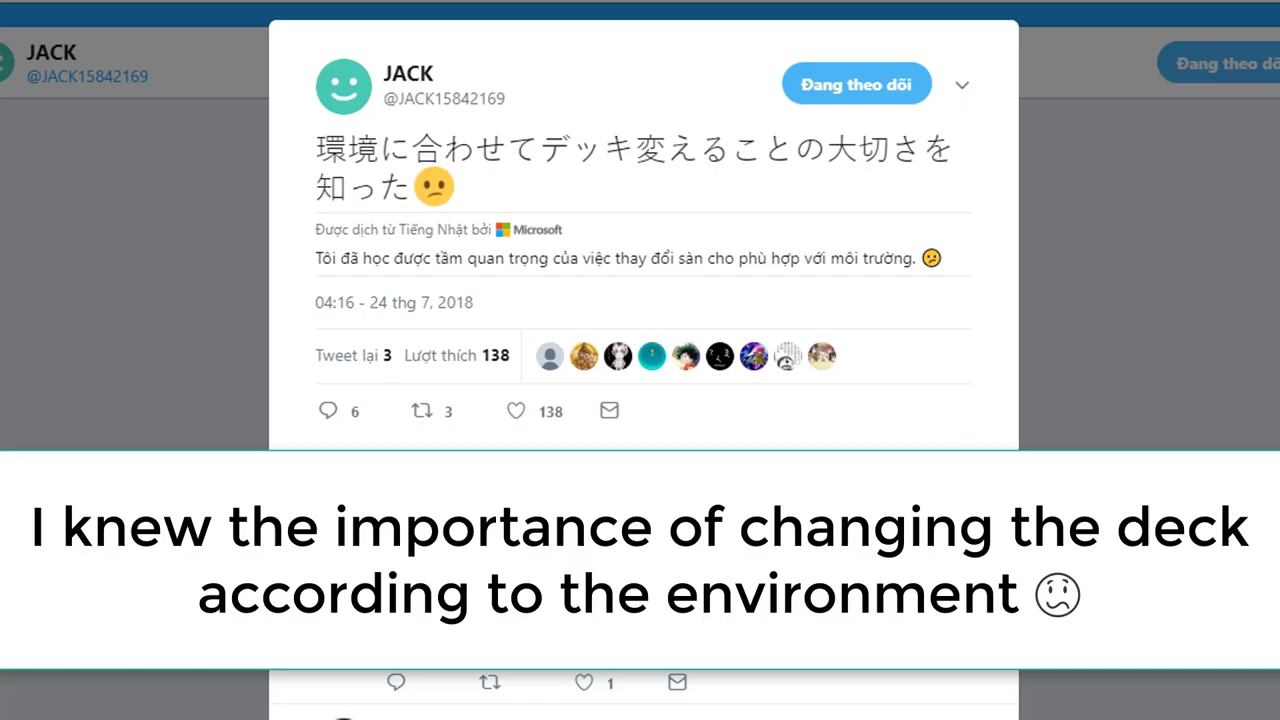 JACK
@JACK15842169
Đang theo dõ
JACK
@JACK15842169
Đang theo dõi
環境に合わせてデッキ変えることの大切さを
知った😕
Được dịch từ Tiếng Nhật bởi Microsoft
Tôi đã học được tầm quan trọng của việc thay đổi sàn cho phù hợp với môi trường. 😕
04:16 - 24 thg 7, 2018
Tweet lại 3 Lượt thích 138
6 3 138
I knew the importance of changing the deck
according to the environment
1